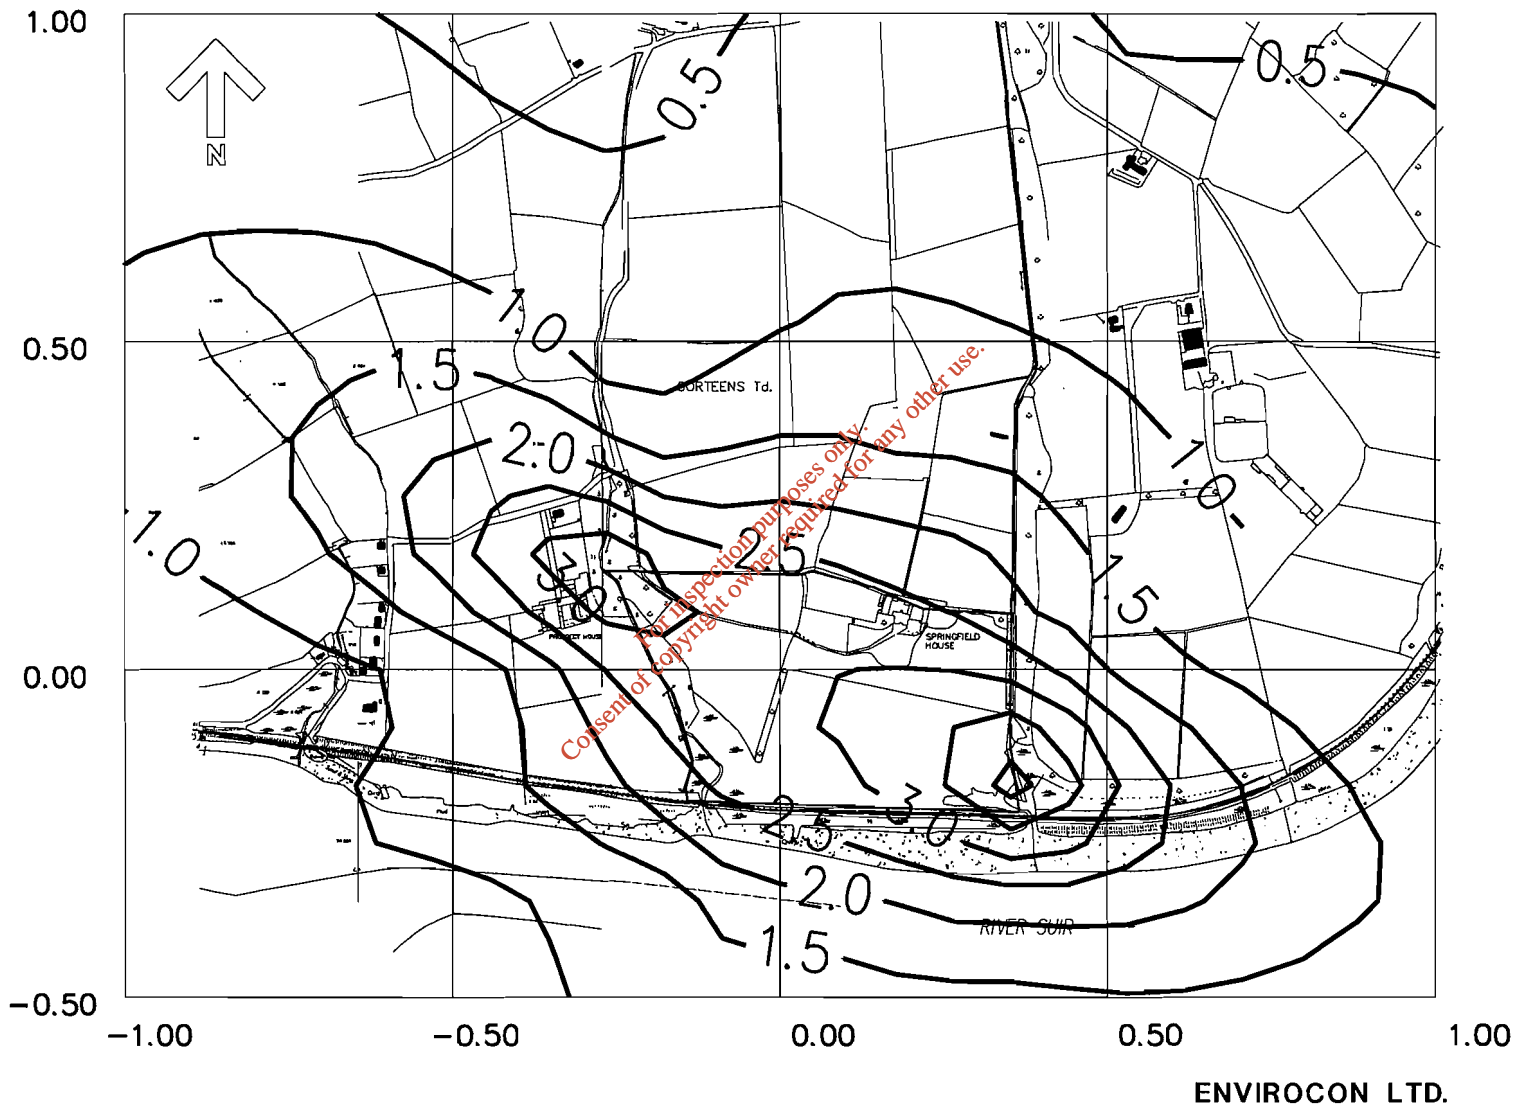 1.00
0.5
0.5
N
1.0
0.50
1.5
GORTEENS Td.
2.0
1.0
1.0
2.5
3.0
1.5
For inspection purposes only.
Consent of copyright owner required for any other use.
PROSPECT HOUSE
SPRINGFIELD
HOUSE
0.00
2.5
3.0
2.0
RIVER SUIR
1.5
-0.50
-1.00
-0.50
0.00
0.50
1.00
ENVIROCON LTD.